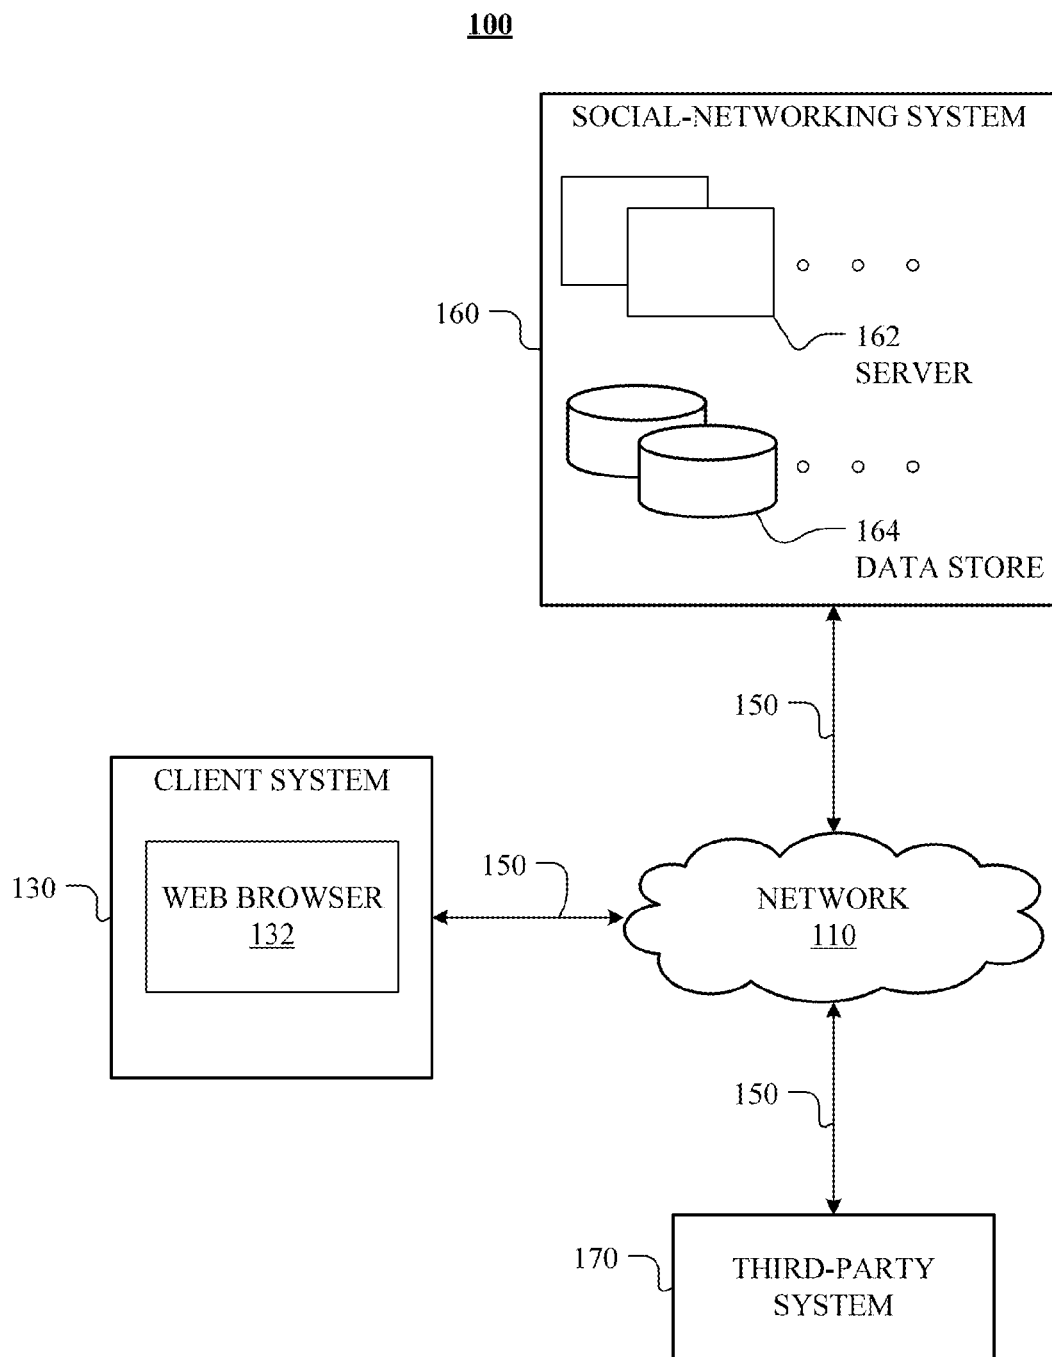 100
SOCIAL-NETWORKING SYSTEM
160
162
SERVER
164
DATA STORE
150
CLIENT SYSTEM
130
WEB BROWSER
132
150
NETWORK
110
150
170
THIRD-PARTY
SYSTEM